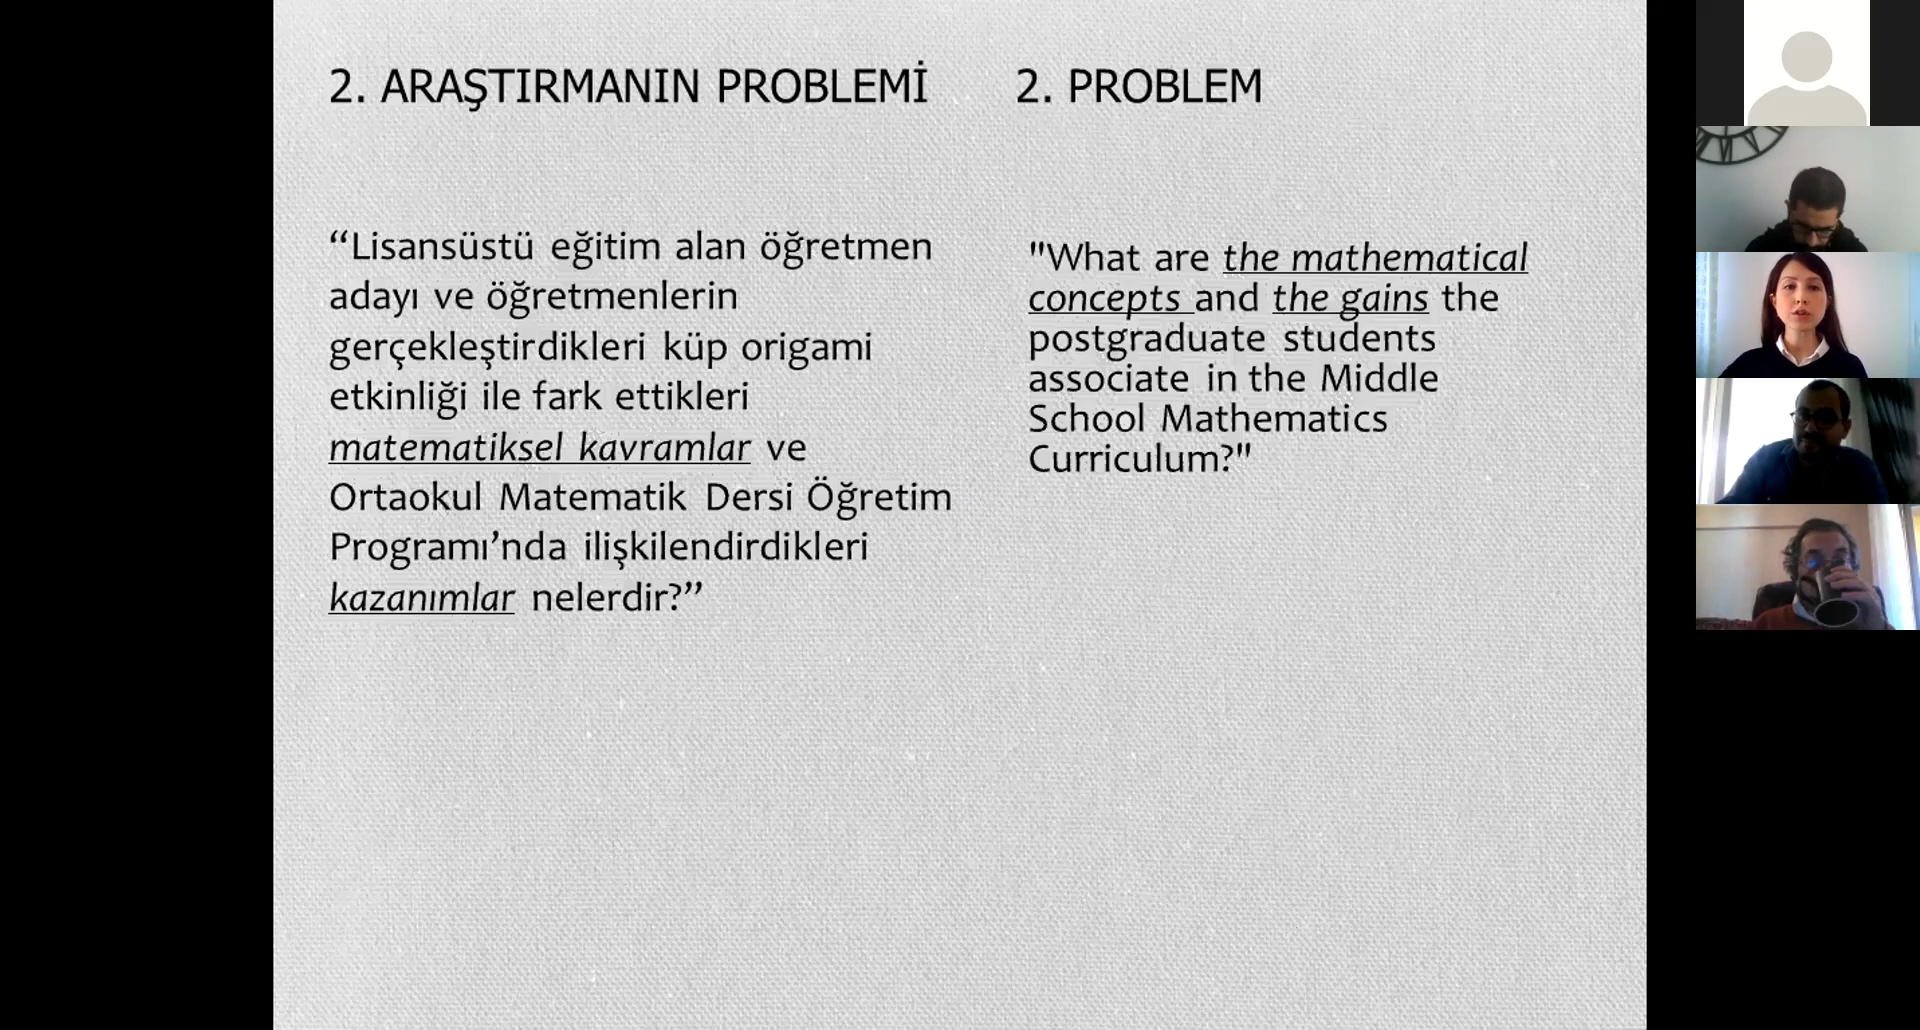 2. ARAŞTIRMANIN PROBLEMİ
“Lisansüstü eğitim alan öğretmen
adayı ve öğretmenlerin
gerçekleştirdikleri küp origami
etkinliği ile fark ettikleri
matematiksel kavramlar ve
Ortaokul Matematik Dersi Öğretim
Programı’nda ilişkilendirdikleri
kazanımlar nelerdir?”
2. PROBLEM
"What are the mathematical
concepts and the gains the
postgraduate students
associate in the Middle
School Mathematics
Curriculum?"